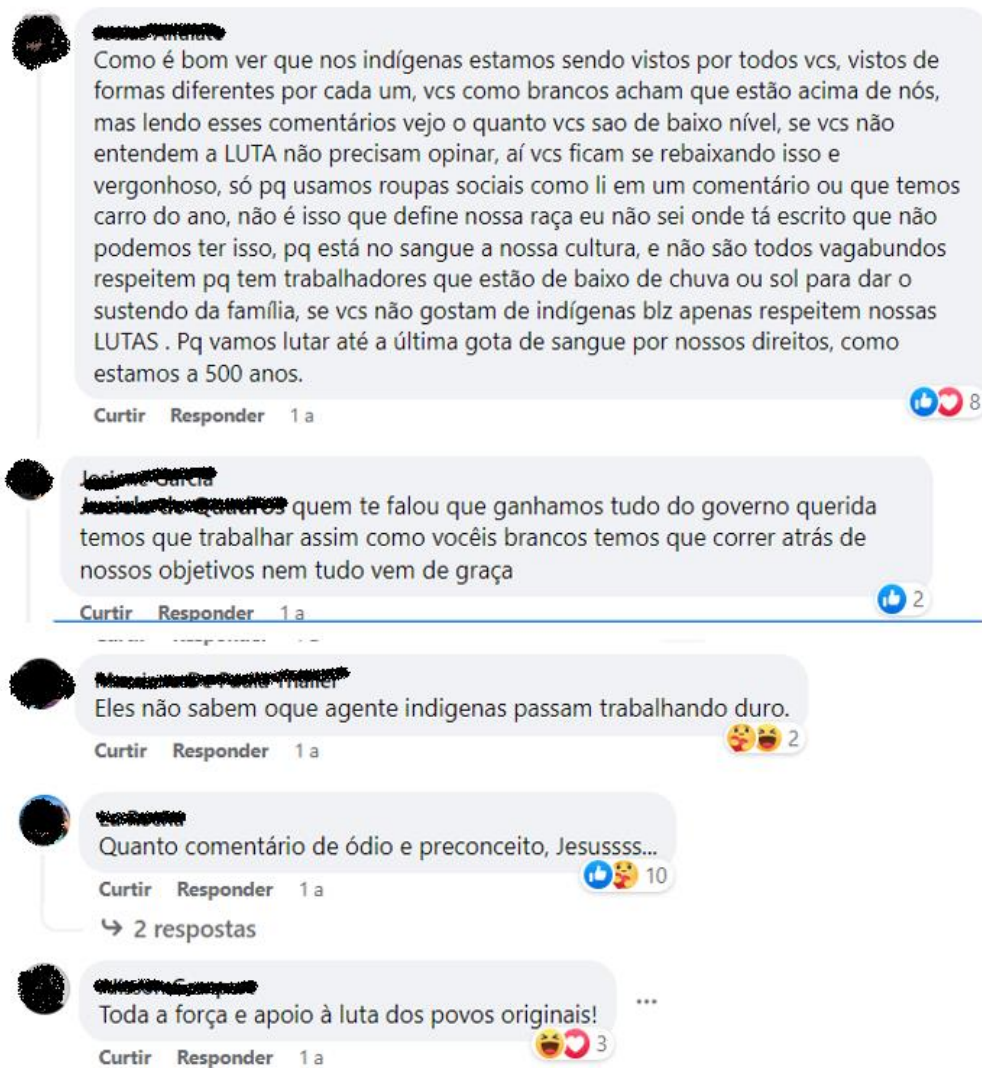 Como é bom ver que nos indígenas estamos sendo vistos por todos vcs, vistos de
formas diferentes por cada um, vcs como brancos acham que estão acima de nós,
mas lendo esses comentários vejo o quanto vcs sao de baixo nível, se vcs não
entendem a LUTA não precisam opinar, aí vcs ficam se rebaixando isso e
vergonhoso, só pq usamos roupas sociais como li em um comentário ou que temos
carro do ano, não é isso que define nossa raça eu não sei onde tá escrito que não
podemos ter isso, pq está no sangue a nossa cultura, e não são todos vagabundos
respeitem pq tem trabalhadores que estão de baixo de chuva ou sol para dar o
sustendo da família, se vcs não gostam de indígenas blz apenas respeitem nossas
LUTAS . Pq vamos lutar até a última gota de sangue por nossos direitos, como
estamos a 500 anos.
8
Curtir Responder 1 a
quem te falou que ganhamos tudo do governo querida
temos que trabalhar assim como vocêis brancos temos que correr atrás de
nossos objetivos nem tudo vem de graça
2
Curtir Responder 1 a
Eles não sabem oque agente indigenas passam trabalhando duro.
2
Curtir Responder 1 a
Quanto comentário de ódio e preconceito, Jesussss...
10
Curtir Responder 1 a
2 respostas
Toda a força e apoio à luta dos povos originais!
3
Curtir Responder 1 a